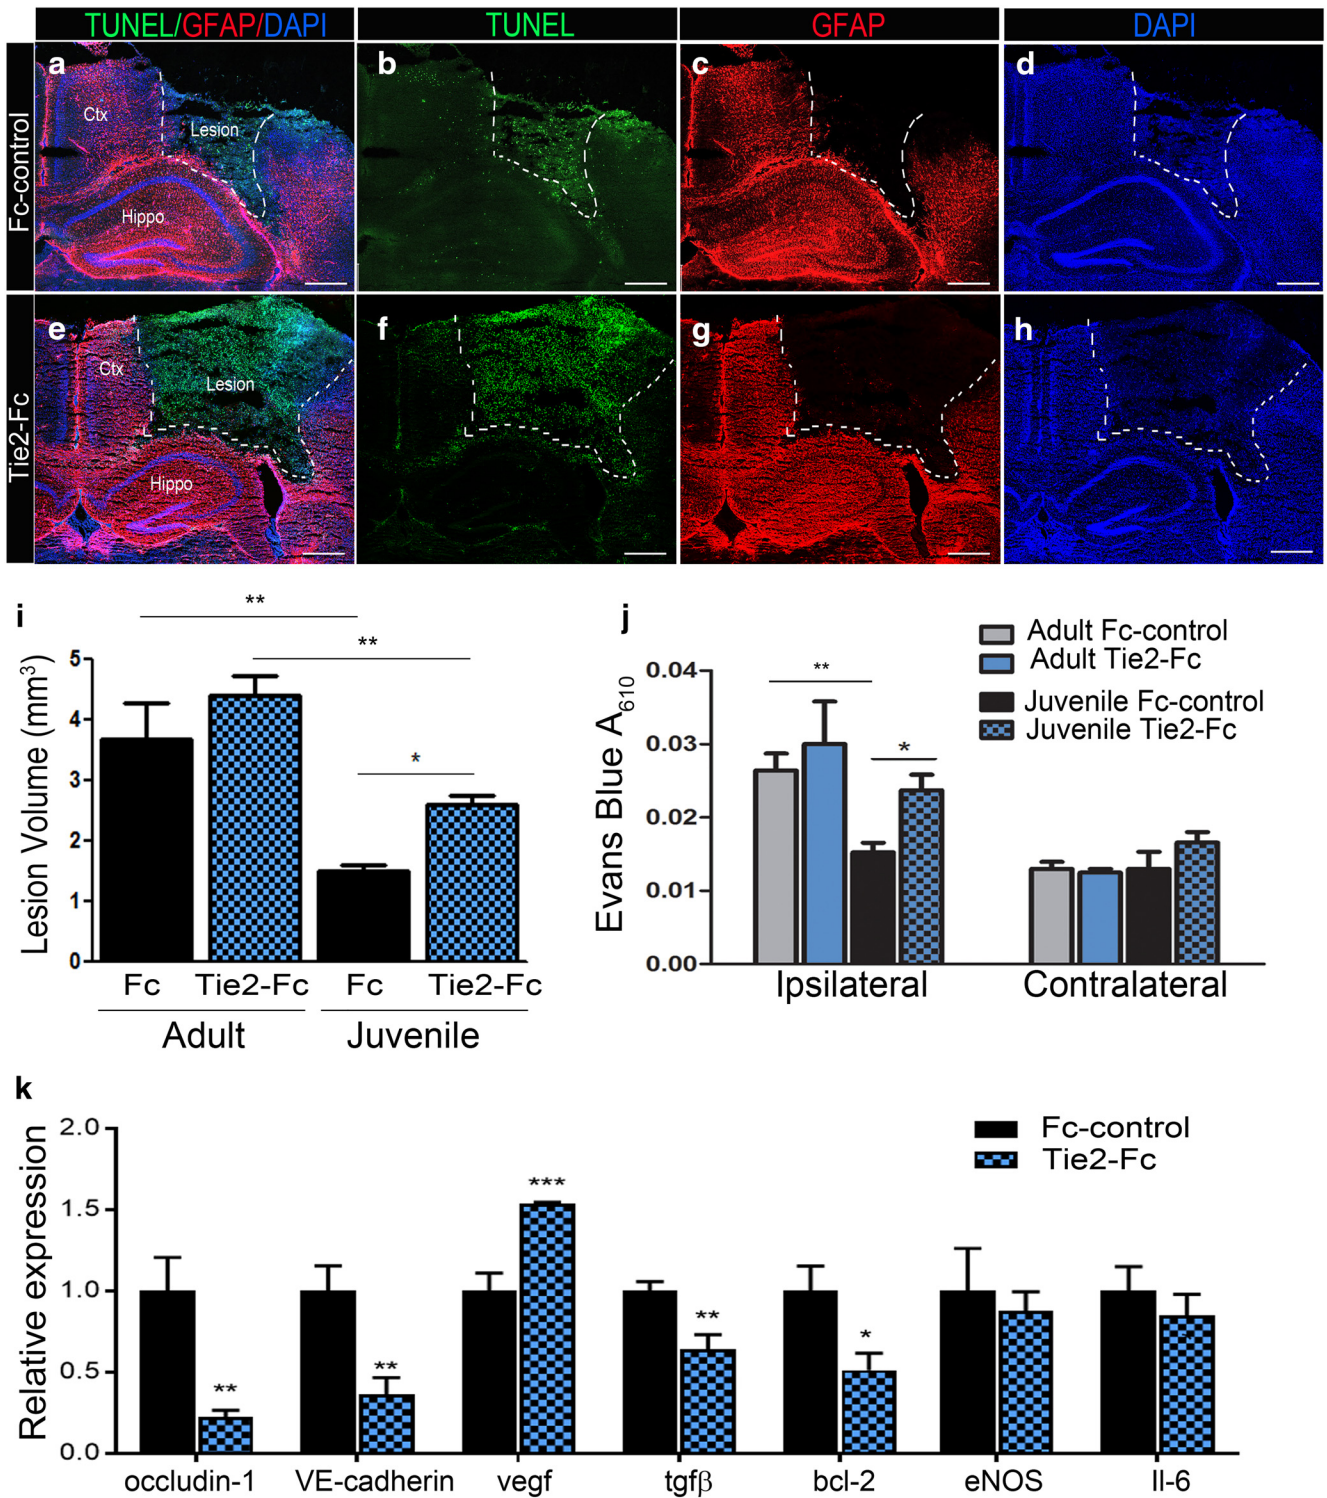 TUNEL/GFAP/DAPI TUNEL GFAP DAPI
Fc-control
a b c d
Ctx
Lesion
Hippo
Tie2-Fc
e f g h
Ctx
Lesion
Hippo
i
**
**
*
Lesion Volume (mm3)
5
4
3
2
1
0
Fc Tie2-Fc Fc Tie2-Fc
Adult Juvenile
j
Adult Fc-control
Adult Tie2-Fc
Juvenile Fc-control
Juvenile Tie2-Fc
**
*
Evans Blue A610
0.04
0.03
0.02
0.01
0.00
Ipsilateral Contralateral
k
Fc-control
Tie2-Fc
Relative expression
2.0
1.5
1.0
0.5
0.0
** ** *** ** *
occludin-1 VE-cadherin vegf tgfβ bcl-2 eNOS Il-6